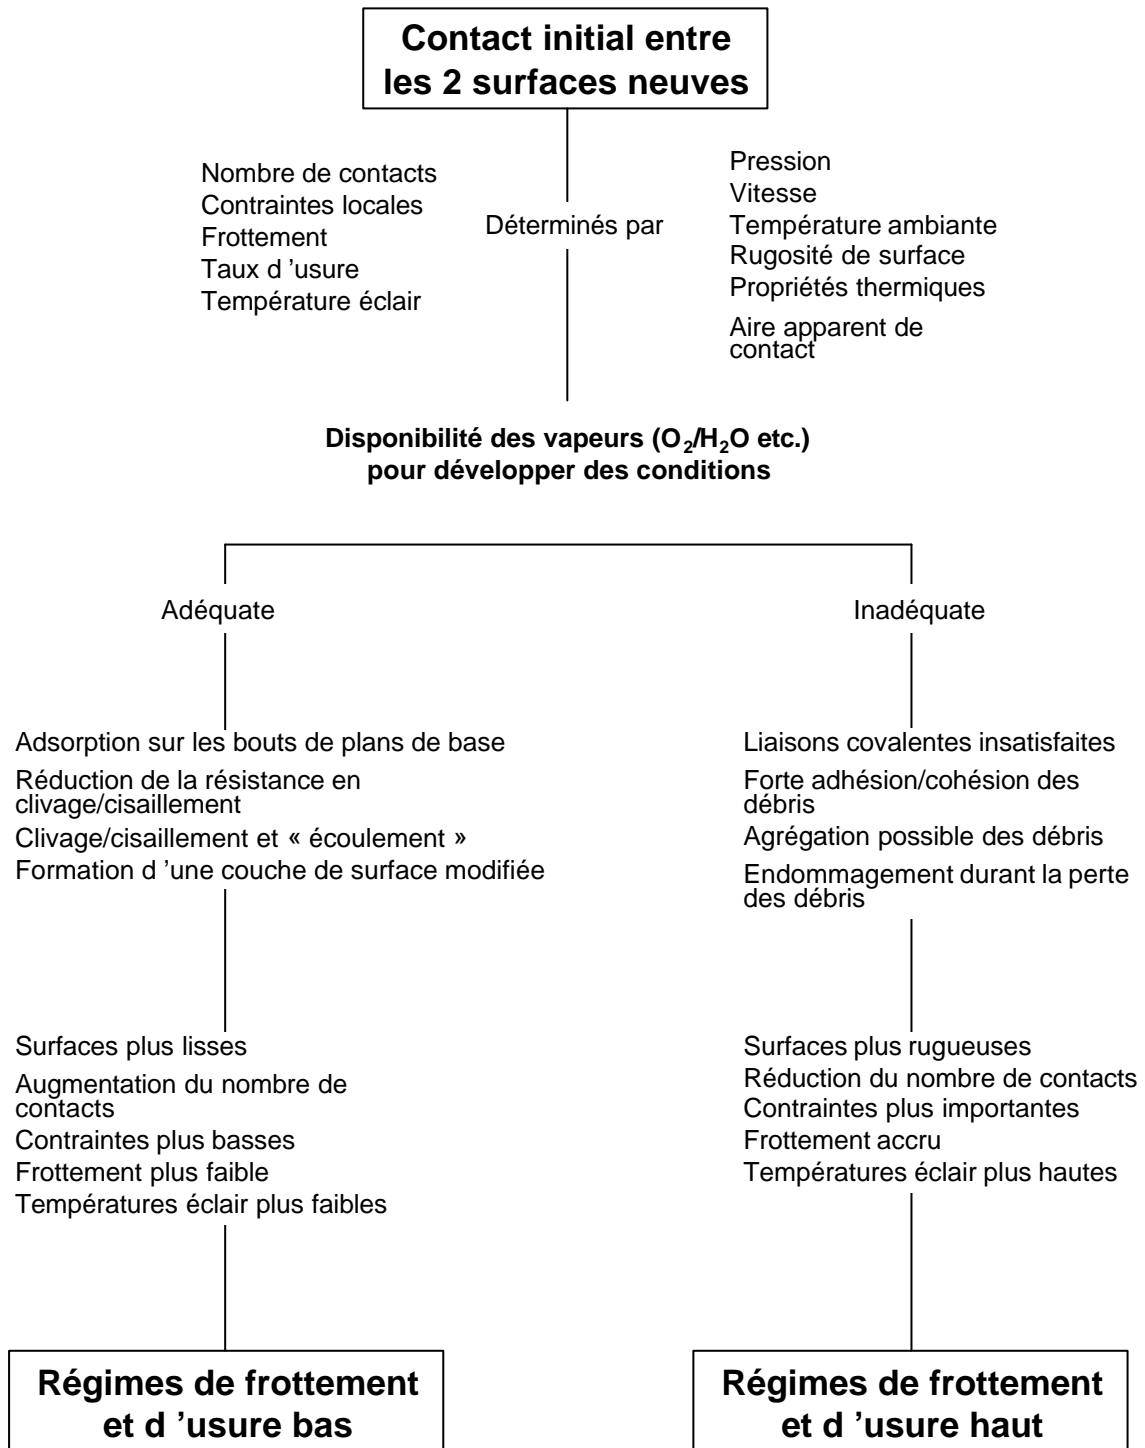 Contact initial entre
les 2 surfaces neuves
Nombre de contacts
Contraintes locales
Frottement
Taux d ’usure
Température éclair
Déterminés par
Pression
Vitesse
Température ambiante
Rugosité de surface
Propriétés thermiques
Aire apparent de
contact
Disponibilité des vapeurs (O₂/H₂O etc.)
pour développer des conditions
Adéquate
Inadéquate
Adsorption sur les bouts de plans de base
Réduction de la résistance en
clivage/cisaillement
Clivage/cisaillement et « écoulement »
Formation d ’une couche de surface modifiée
Liaisons covalentes insatisfaites
Forte adhésion/cohésion des
débris
Agrégation possible des débris
Endommagement durant la perte
des débris
Surfaces plus lisses
Augmentation du nombre de
contacts
Contraintes plus basses
Frottement plus faible
Températures éclair plus faibles
Surfaces plus rugueuses
Réduction du nombre de contacts
Contraintes plus importantes
Frottement accru
Températures éclair plus hautes
Régimes de frottement
et d ’usure bas
Régimes de frottement
et d ’usure haut